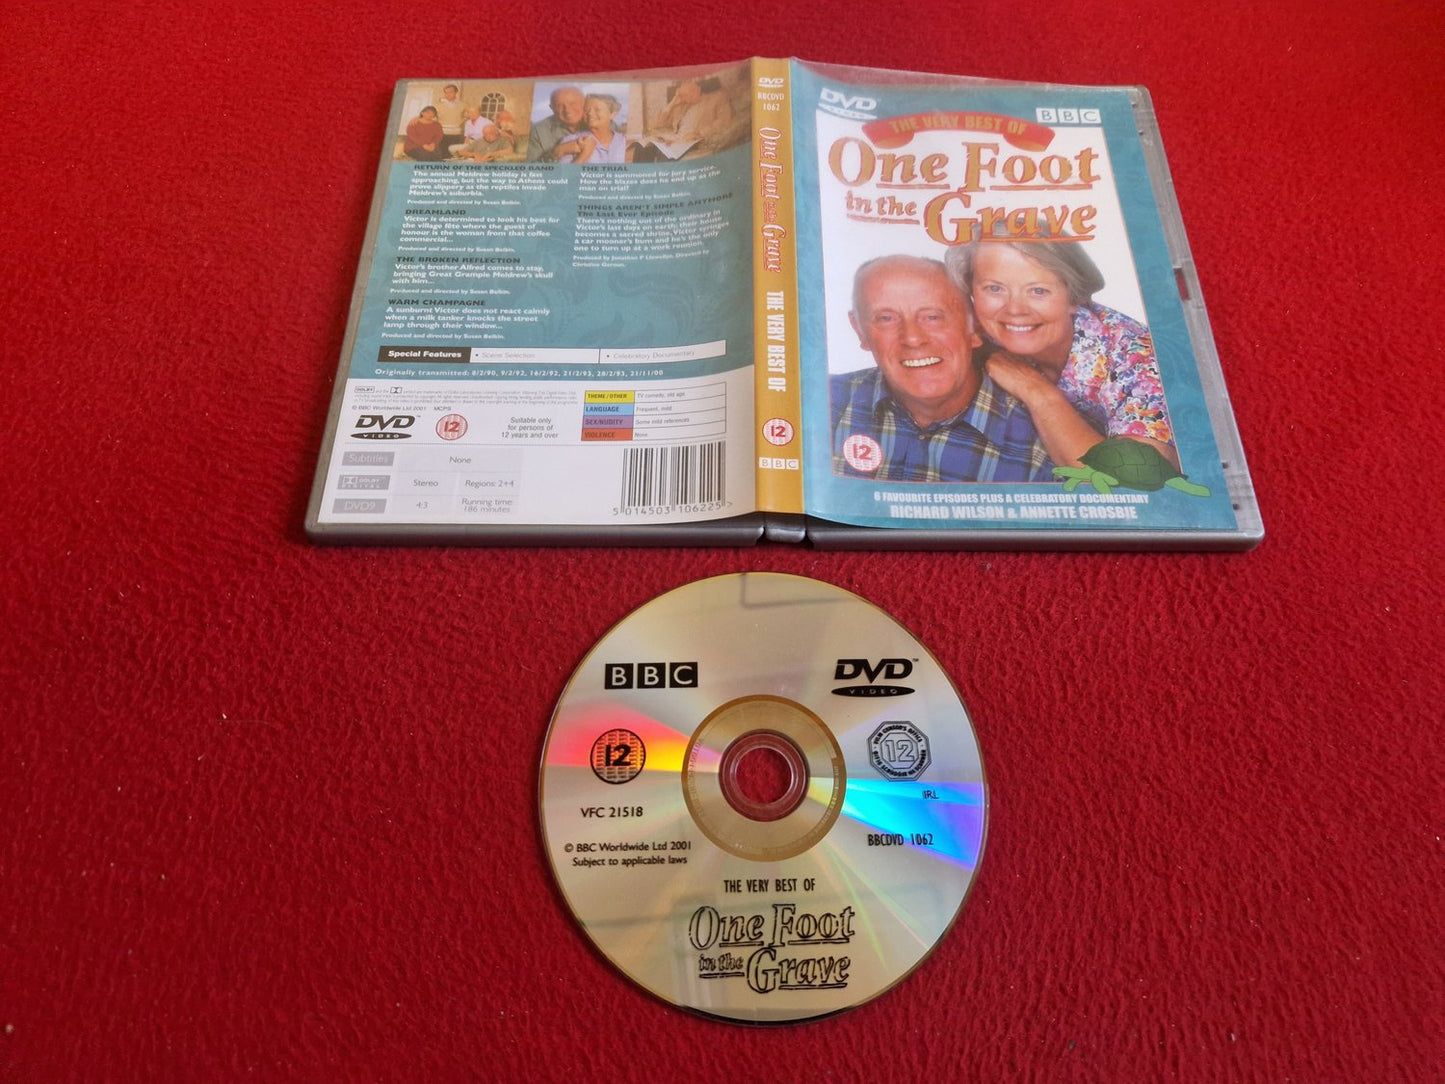 RETURN OF THE SPECKLED BAND
The annual Meldrew holiday is fast
approaching, but the way to Athens could
prove slippery as the reptiles invade
Meldrew's suburbia.
Produced and directed by Susan Belbin.
DREAMLAND
Victor is determined to look his best for
the village fête where the guest of
honour is the woman from that coffee
commercial...
Produced and directed by Susan Belbin.
THE BROKEN REFLECTION
Victor's brother Alfred comes to stay,
bringing Great Grampie Meldrew's skull
with him...
Produced and directed by Susan Belbin.
WARM CHAMPAGNE
A sunburnt Victor does not react calmly
when a milk tanker knocks the street
lamp through their window...
Produced and directed by Susan Belbin.
THE TRIAL
Victor is summoned for jury service.
How the blazes does he end up as the
man on trial?
Produced and directed by Susan Belbin.
THINGS AREN'T SIMPLE ANYMORE
The Last Ever Episode
There's nothing out of the ordinary in
Victor's last days on earth; their house
becomes a sacred shrine, Victor syringes
a car mooner's bum and he's the only
one to turn up at a work reunion.
Produced by Jonathan P Llewellyn. Directed by
Christine Gernon.
Special Features • Scene Selection • Celebratory Documentary
Originally transmitted: 8/2/90, 9/2/92, 16/2/92, 21/2/93, 28/2/93, 21/11/00
© BBC Worldwide Ltd 2001 MCPS
DVD
VIDEO
12
Suitable only
for persons of
12 years and over
THEME/OTHER TV comedy, old age
LANGUAGE Frequent, mild
SEX/NUDITY Some mild references
VIOLENCE None
Subtitles None
DOLBY DIGITAL Stereo Regions: 2+4
DVD9 4:3 Running time:
186 minutes
5 014503 106225 >
DVD
BBCDVD
1062
One Foot in the Grave
THE VERY BEST OF
12
BBC
DVD
VIDEO
BBC
THE VERY BEST OF
One Foot
in the Grave
12
6 FAVOURITE EPISODES PLUS A CELEBRATORY DOCUMENTARY
RICHARD WILSON & ANNETTE CROSBIE
BBC
DVD™
VIDEO
12
12
IRL
VFC 21518
BBCDVD 1062
© BBC Worldwide Ltd 2001
Subject to applicable laws
THE VERY BEST OF
One Foot
in the Grave